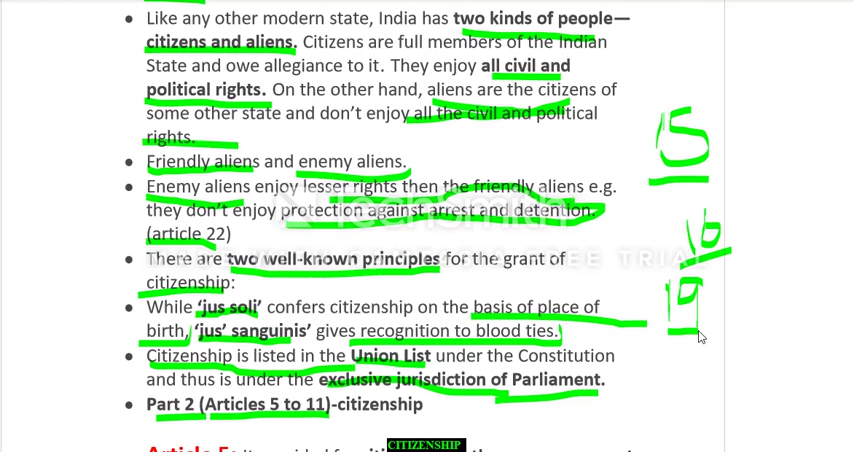 • Like any other modern state, India has two kinds of people—
citizens and aliens. Citizens are full members of the Indian
State and owe allegiance to it. They enjoy all civil and
political rights. On the other hand, aliens are the citizens of
some other state and don't enjoy all the civil and political
rights.
15
• Friendly aliens and enemy aliens.
• Enemy aliens enjoy lesser rights then the friendly aliens e.g.
they don't enjoy protection against arrest and detention.
TechSmith
(article 22)
16
• There are two well-known principles for the grant of
MADE WITH CAMTASIA FREE TRIAL
citizenship:
19
• While 'jus soli' confers citizenship on the basis of place of
birth, 'jus' sanguinis' gives recognition to blood ties.
• Citizenship is listed in the Union List under the Constitution
and thus is under the exclusive jurisdiction of Parliament.
• Part 2 (Articles 5 to 11)-citizenship
CITIZENSHIP